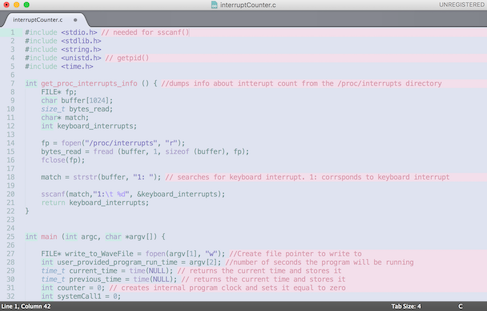 interruptCounter.c
UNREGISTERED
interruptCounter.c
1 #include <stdio.h> // needed for sscanf()
2 #include <stdlib.h>
3 #include <string.h>
4 #include <unistd.h> // getpid()
5 #include <time.h>
6
7 int get_proc_interrupts_info () { //dumps info about intterupt count from the /proc/interrupts directory
8 FILE* fp;
9 char buffer[1024];
10 size_t bytes_read;
11 char* match;
12 int keyboard_interrupts;
13
14 fp = fopen("/proc/interrupts", "r");
15 bytes_read = fread (buffer, 1, sizeof (buffer), fp);
16 fclose(fp);
17
18 match = strstr(buffer, "1: "); // searches for keyboard interrupt. 1: corrsponds to keyboard interrupt
19
20 sscanf(match,"1:\t %d", &keyboard_interrupts);
21 return keyboard_interrupts;
22 }
23
24
25 int main (int argc, char *argv[]) {
26
27 FILE* write_to_WaveFile = fopen(argv[1], "w"); //Create file pointer to write to
28 int user_provided_program_run_time = argv[2]; //number of seconds the program will be running
29 time_t current_time = time(NULL); // returns the current time and stores it
30 time_t previous_time = time(NULL); // returns the current time and stores it
31 int counter = 0; // creates internal program clock and sets it equal to zero
32 int systemCall1 = 0;
Line 1, Column 42
Tab Size: 4
C